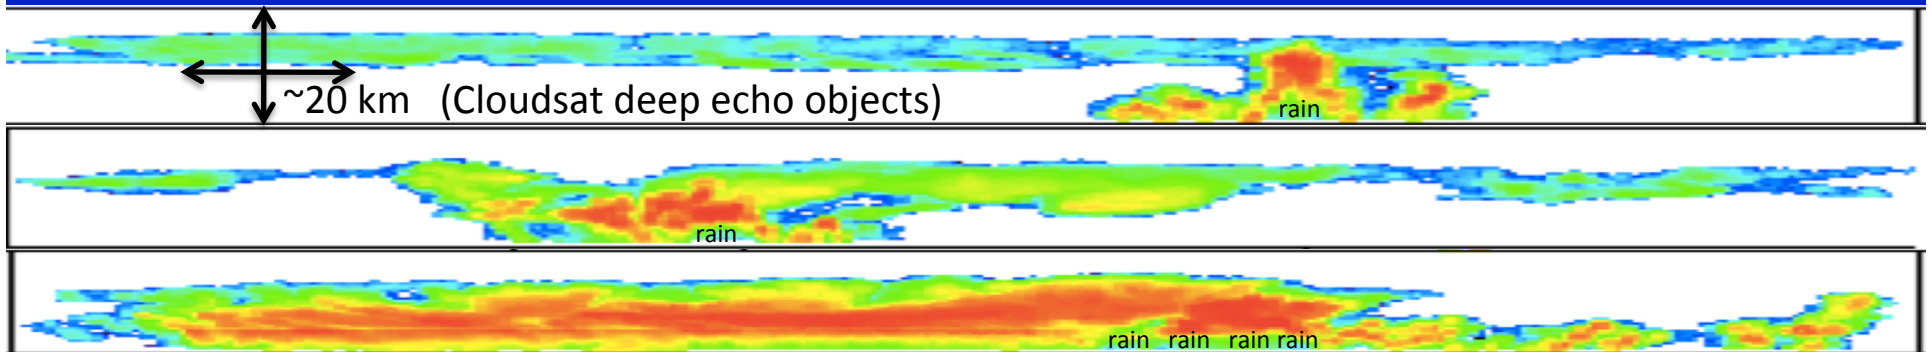 ~20 km (Cloudsat deep echo objects)
rain
rain
rain rain rain rain